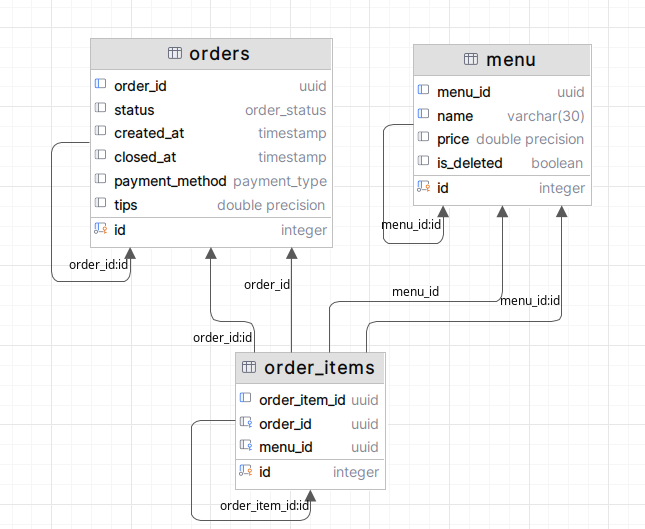 orders
order_id uuid
status order_status
created_at timestamp
closed_at timestamp
payment_method payment_type
tips double precision
id integer
order_id:id
menu
menu_id uuid
name varchar(30)
price double precision
is_deleted boolean
id integer
menu_id:id
order_id
menu_id
menu_id:id
order_id:id
order_items
order_item_id uuid
order_id uuid
menu_id uuid
id integer
order_item_id:id